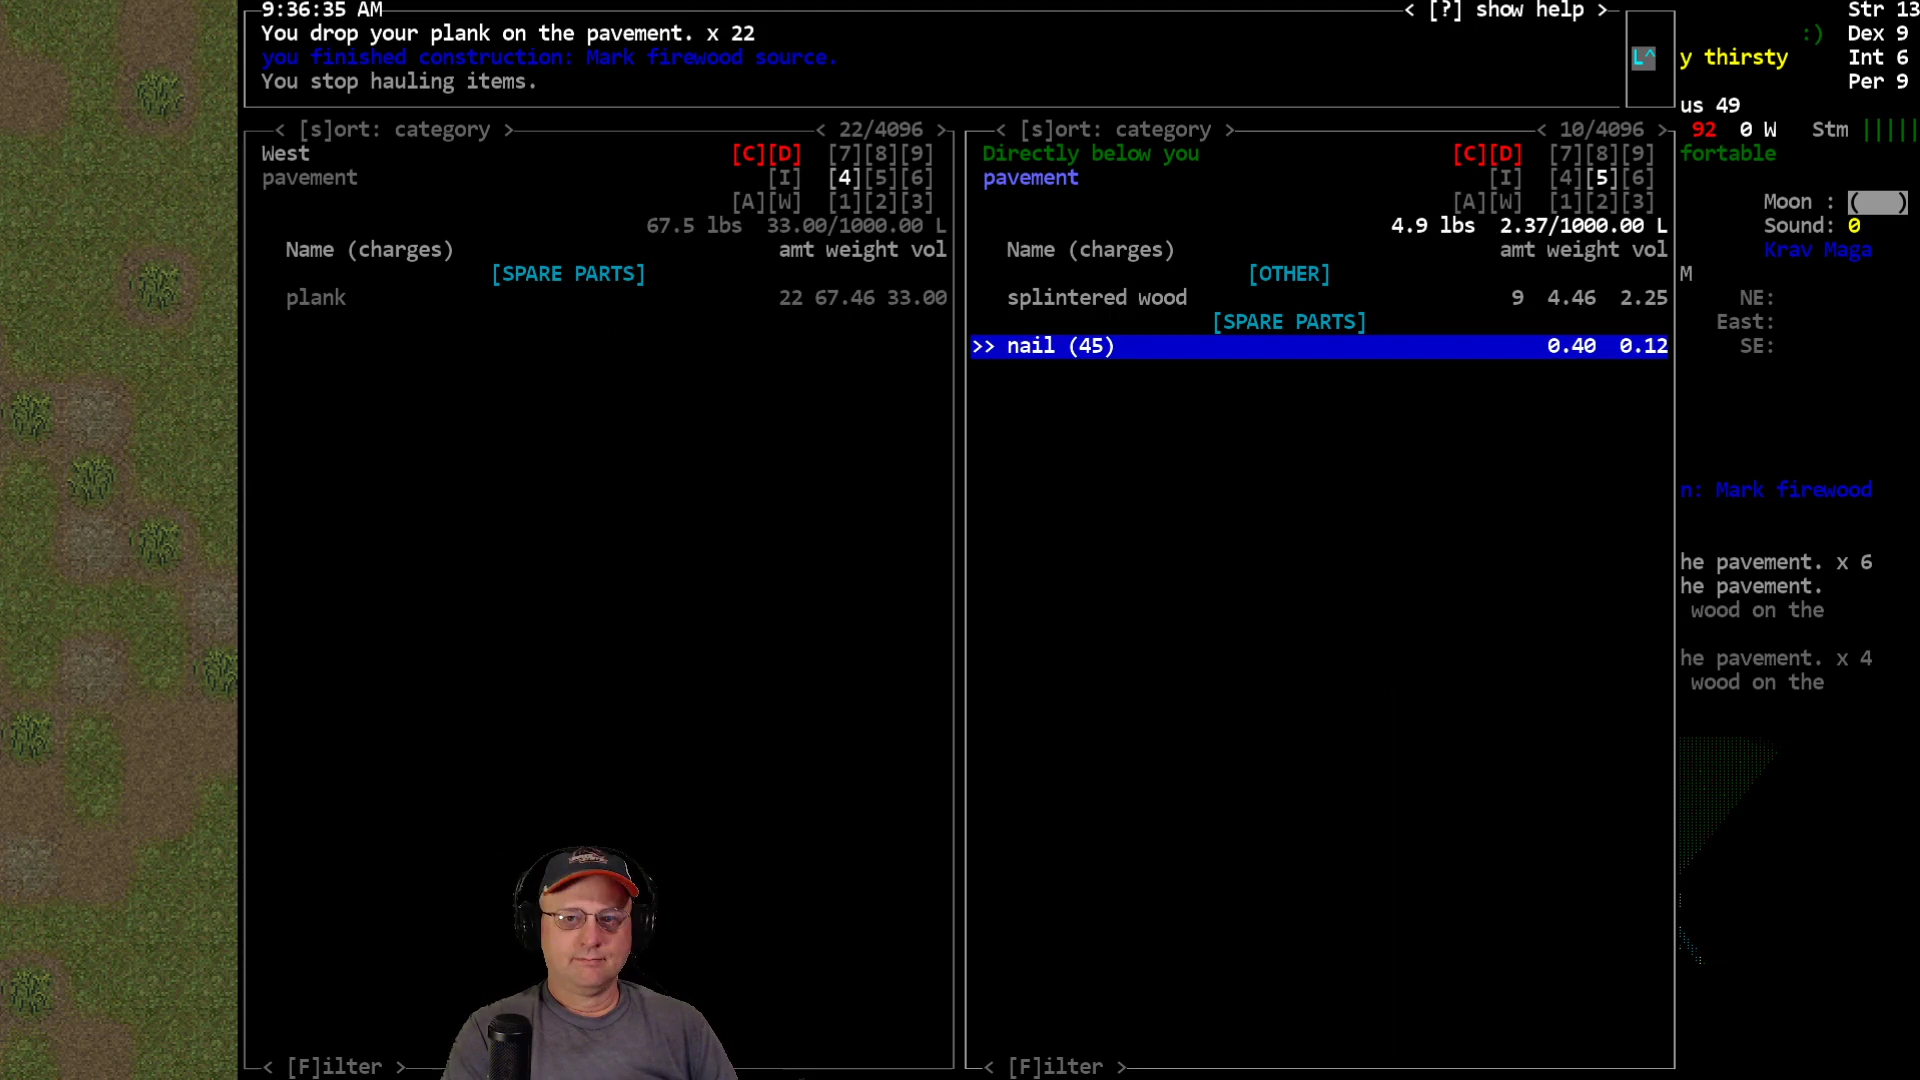 9:36:35 AM
< [?] show help >
You drop your plank on the pavement. x 22
you finished construction: Mark firewood source.
You stop hauling items.
L^
Str 13
:) Dex 9
y thirsty Int 6
Per 9
us 49
92 0 W Stm |||||
fortable
Moon : ( )
Sound: 0
Krav Maga
M
NE:
East:
SE:
n: Mark firewood
he pavement. x 6
he pavement.
wood on the
he pavement. x 4
wood on the
< [s]ort: category > < 22/4096 >
West [C][D] [7][8][9]
pavement [I] [4][5][6]
[A][W] [1][2][3]
67.5 lbs 33.00/1000.00 L
Name (charges) amt weight vol
[SPARE PARTS]
plank 22 67.46 33.00
< [F]ilter >
< [s]ort: category > < 10/4096 >
Directly below you [C][D] [7][8][9]
pavement [I] [4][5][6]
[A][W] [1][2][3]
4.9 lbs 2.37/1000.00 L
Name (charges) amt weight vol
[OTHER]
splintered wood 9 4.46 2.25
[SPARE PARTS]
>> nail (45) 0.40 0.12
< [F]ilter >